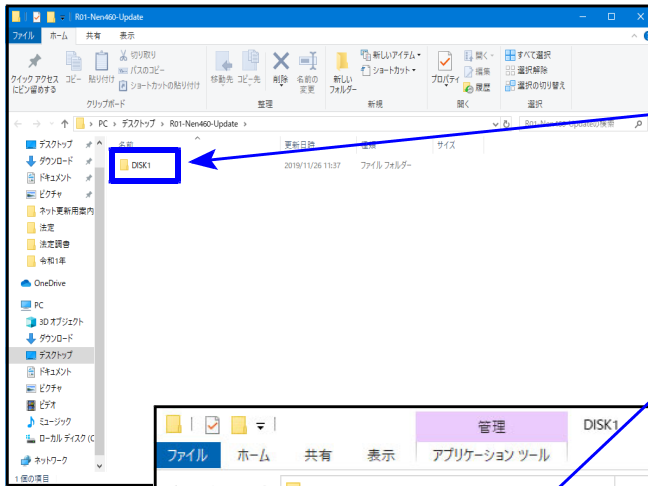 R01-Nen460-Update
ファイル ホーム 共有 表示
クイック アクセスにピン留めする コピー 貼り付け 切り取り パスのコピー ショートカットの貼り付け
移動先 コピー先 削除 名前の変更
新しいフォルダー 新しいアイテム ショートカット
プロパティ 開く 編集 履歴
すべて選択 選択解除 選択の切り替え
クリップボード 整理 新規 開く 選択
PC › デスクトップ › R01-Nen460-Update › R01-Nen460-Updateの検索
名前 更新日時 種類 サイズ
DISK1 2019/11/26 11:37 ファイル フォルダー
デスクトップ
ダウンロード
ドキュメント
ピクチャ
ネット更新用案内
法定
法定調書
令和1年
OneDrive
PC
3D オブジェクト
ダウンロード
デスクトップ
ドキュメント
ピクチャ
ビデオ
ミュージック
ローカル ディスク (C
ネットワーク
1 個の項目
管理 DISK1
ファイル ホーム 共有 表示 アプリケーション ツール